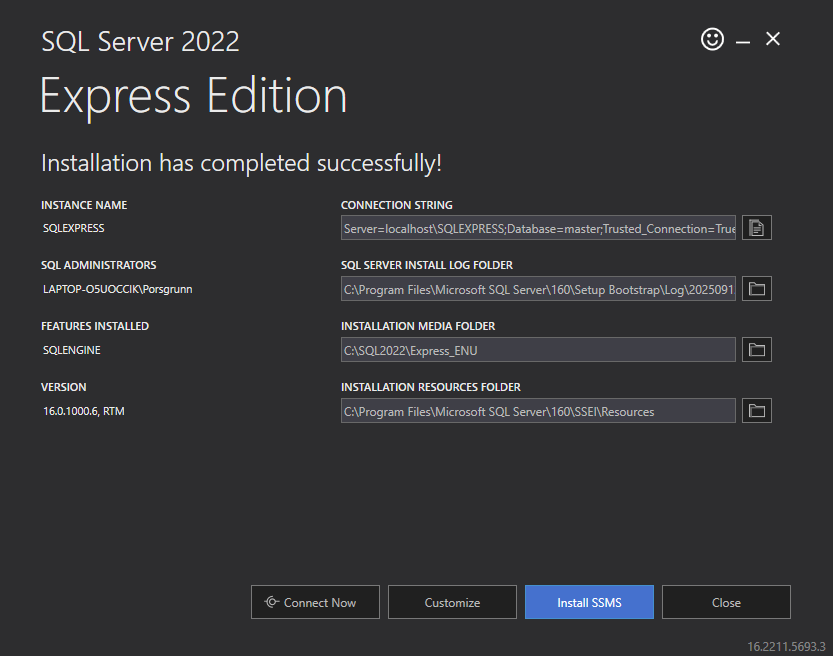 SQL Server 2022
Express Edition
Installation has completed successfully!
INSTANCE NAME
SQLEXPRESS
CONNECTION STRING
Server=localhost\SQLEXPRESS;Database=master;Trusted_Connection=True
SQL ADMINISTRATORS
LAPTOP-O5UOCCIK\Porsgrunn
SQL SERVER INSTALL LOG FOLDER
C:\Program Files\Microsoft SQL Server\160\Setup Bootstrap\Log\2025091
FEATURES INSTALLED
SQLENGINE
INSTALLATION MEDIA FOLDER
C:\SQL2022\Express_ENU
VERSION
16.0.1000.6, RTM
INSTALLATION RESOURCES FOLDER
C:\Program Files\Microsoft SQL Server\160\SSEI\Resources
Connect Now
Customize
Install SSMS
Close
16.2211.5693.3